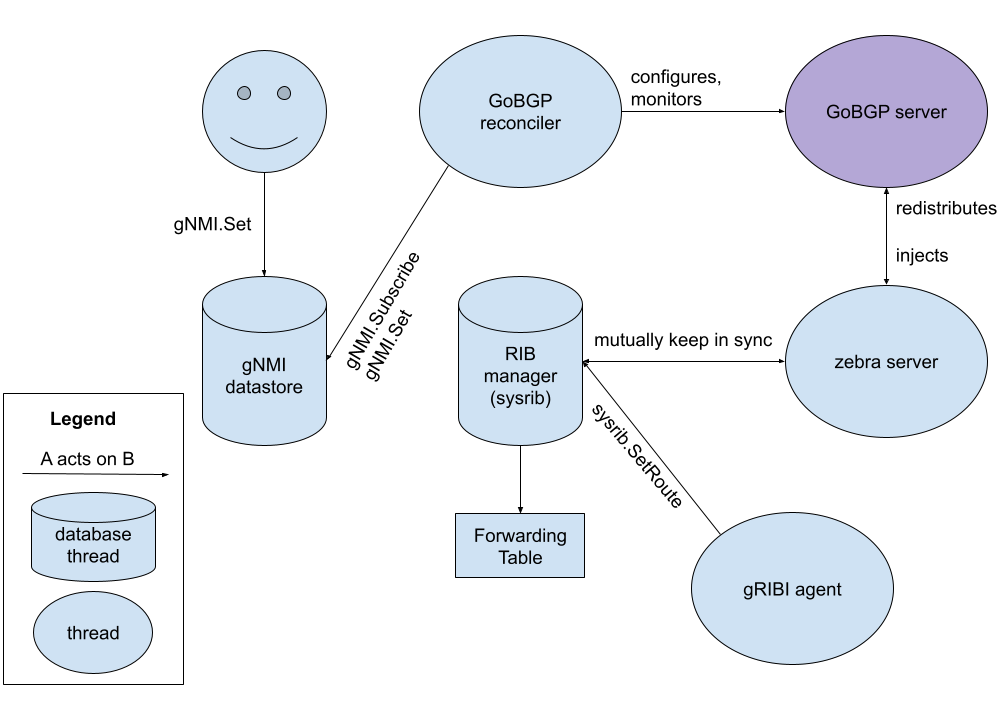 GoBGP
reconciler
configures,
monitors
GoBGP server
gNMI.Set
redistributes
injects
gNMI.Subscribe
gNMI.Set
gNMI
datastore
RIB
manager
(sysrib)
mutually keep in sync
zebra server
sysrib.SetRoute
Forwarding
Table
gRIBI agent
Legend
A acts on B
database
thread
thread